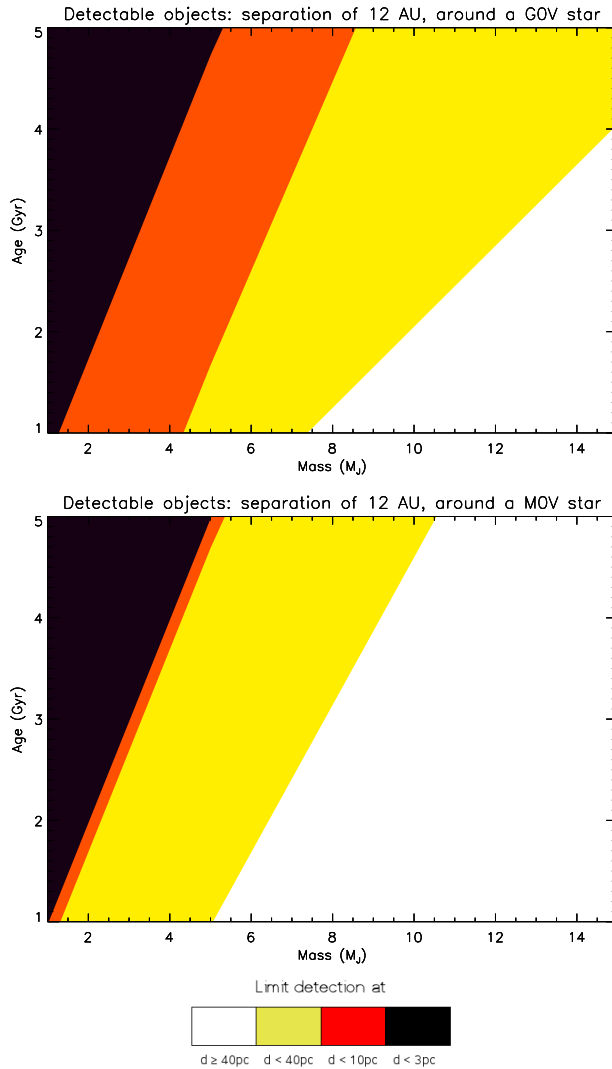 Detectable objects: separation of 12 AU, around a G0V star
5
4
3
2
1
Age (Gyr)
2 4 6 8 10 12 14
Mass (MJ)
Detectable objects: separation of 12 AU, around a M0V star
5
4
3
2
1
Age (Gyr)
2 4 6 8 10 12 14
Mass (MJ)
Limit detection at
d ≥ 40pc d < 40pc d < 10pc d < 3pc